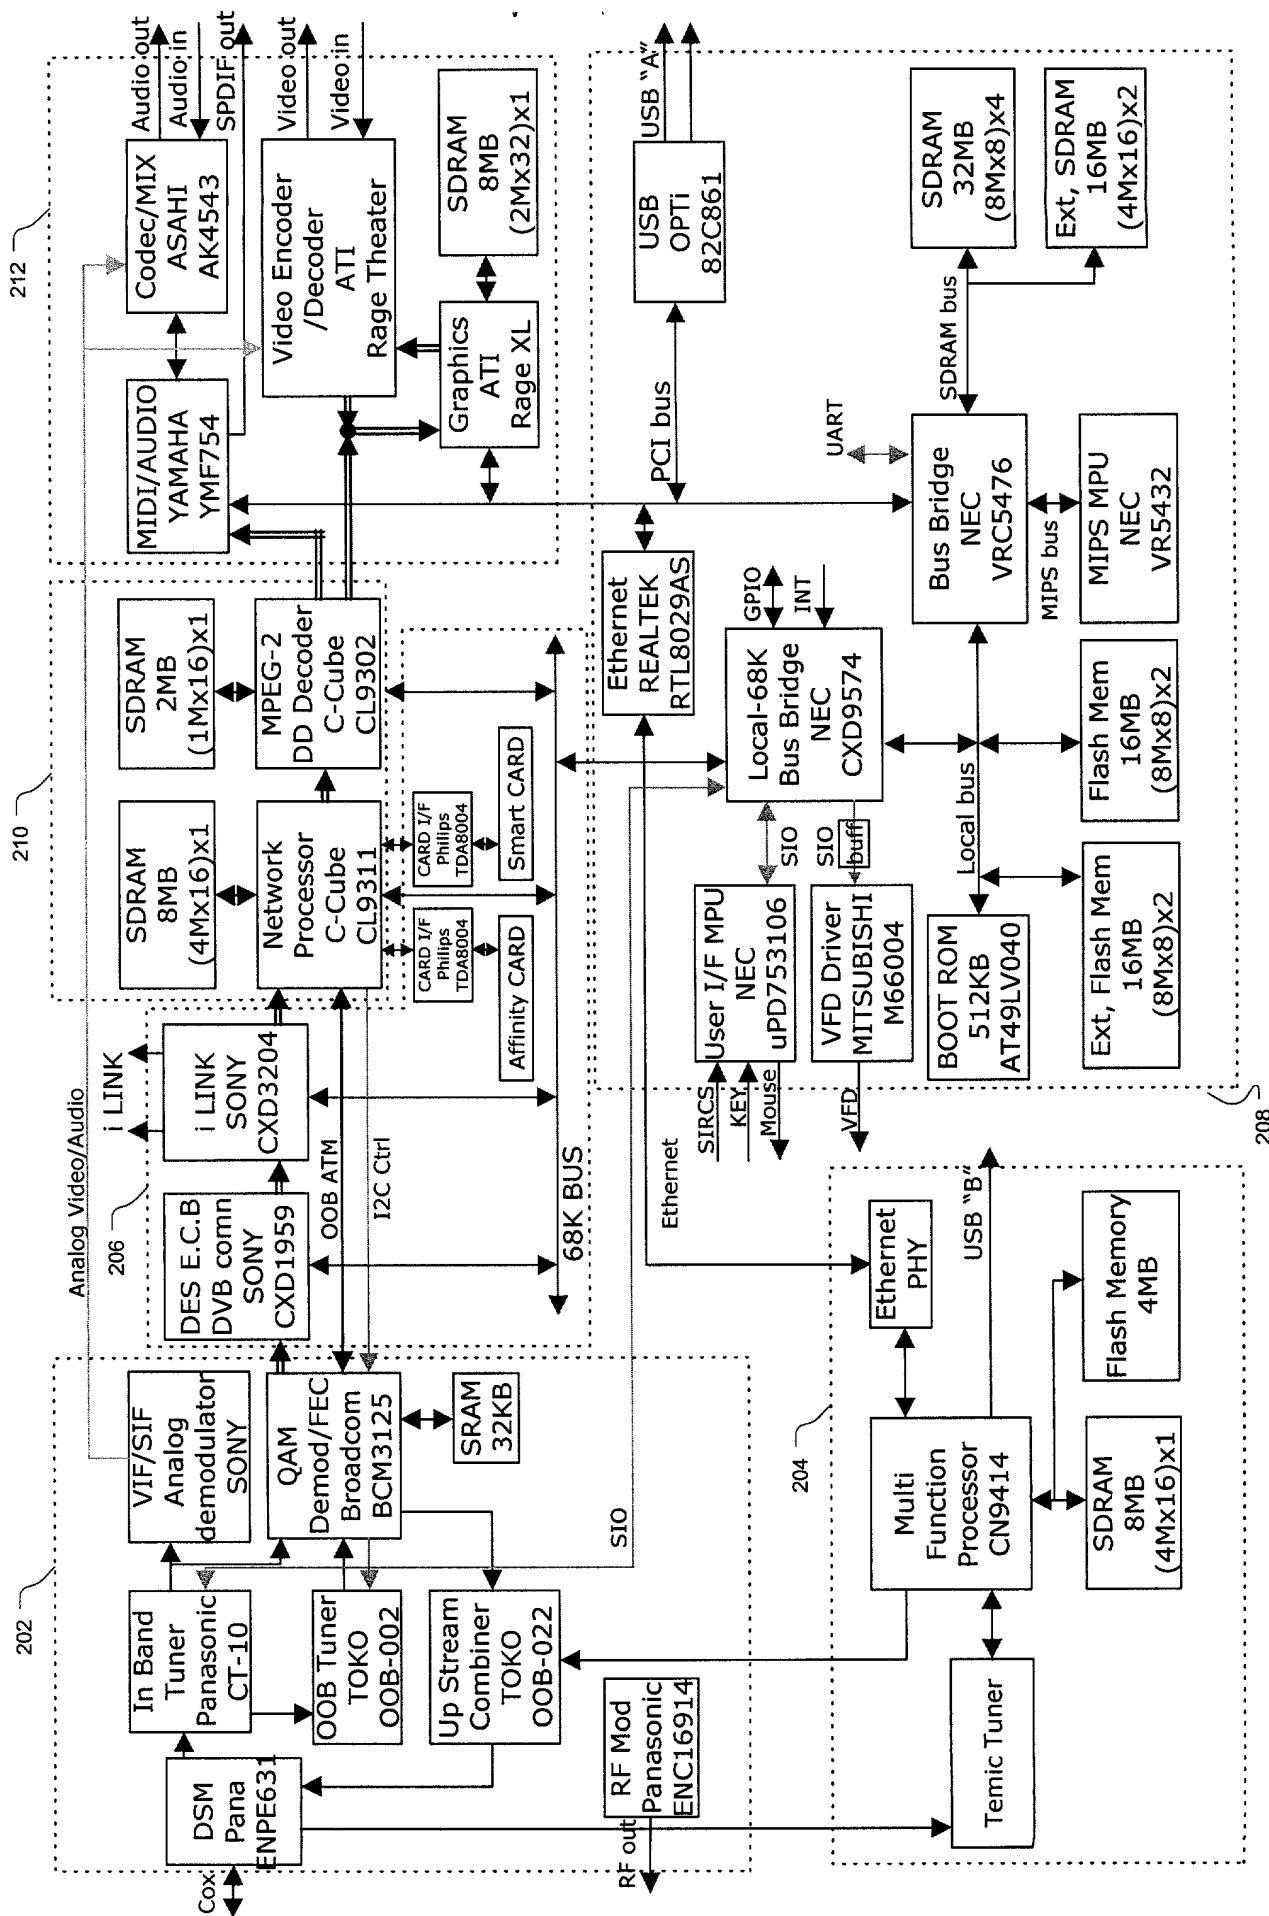 Cox
DSM
Pana
ENPE631
In Band
Tuner
Panasonic
CT-10
VIF/SIF
Analog
demodulator
SONY
OOB Tuner
TOKO
OOB-002
QAM
Demod/FEC
Broadcom
BCM3125
SRAM
32KB
Up Stream
Combiner
TOKO
OOB-022
RF Mod
Panasonic
ENC16914
RF out
202
SIO
Analog Video/Audio
206
DES E.C.B
DVB comn
SONY
CXD1959
i LINK
SONY
CXD3204
i LINK
OOB ATM
I2C Ctrl
68K BUS
210
SDRAM
8MB
(4Mx16)x1
SDRAM
2MB
(1Mx16)x1
Network
Processor
C-Cube
CL9311
MPEG-2
DD Decoder
C-Cube
CL9302
CARD I/F
Philips
TDA8004
CARD I/F
Philips
TDA8004
Affinity CARD
Smart CARD
212
MIDI/AUDIO
YAMAHA
YMF754
Codec/MIX
ASAHI
AK4543
Audio out
Audio in
SPDIF out
Video Encoder
/Decoder
ATI
Rage Theater
Video out
Video in
Graphics
ATI
Rage XL
SDRAM
8MB
(2Mx32)x1
204
Temic Tuner
Multi
Function
Processor
CN9414
Ethernet
PHY
USB "B"
SDRAM
8MB
(4Mx16)x1
Flash Memory
4MB
Ethernet
208
SIRCS
KEY
Mouse
VFD
User I/F MPU
NEC
uPD753106
VFD Driver
MITSUBISHI
M66004
SIO
SIO
buff
Ethernet
REALTEK
RTL8029AS
Local-68K
Bus Bridge
NEC
CXD9574
GPIO
INT
BOOT ROM
512KB
AT49LV040
Local bus
Ext, Flash Mem
16MB
(8Mx8)x2
Flash Mem
16MB
(8Mx8)x2
PCI bus
UART
Bus Bridge
NEC
VRC5476
MIPS bus
MIPS MPU
NEC
VR5432
USB
OPTi
82C861
USB "A"
SDRAM bus
SDRAM
32MB
(8Mx8)x4
Ext, SDRAM
16MB
(4Mx16)x2